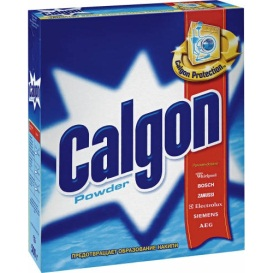 Calgon Protection
Calgon
Powder
Whirlpool
BOSCH
ZANUSSI
Electrolux
SIEMENS
AEG
ПРЕДОТВРАЩАЕТ ОБРАЗОВАНИЕ НАКИПИ